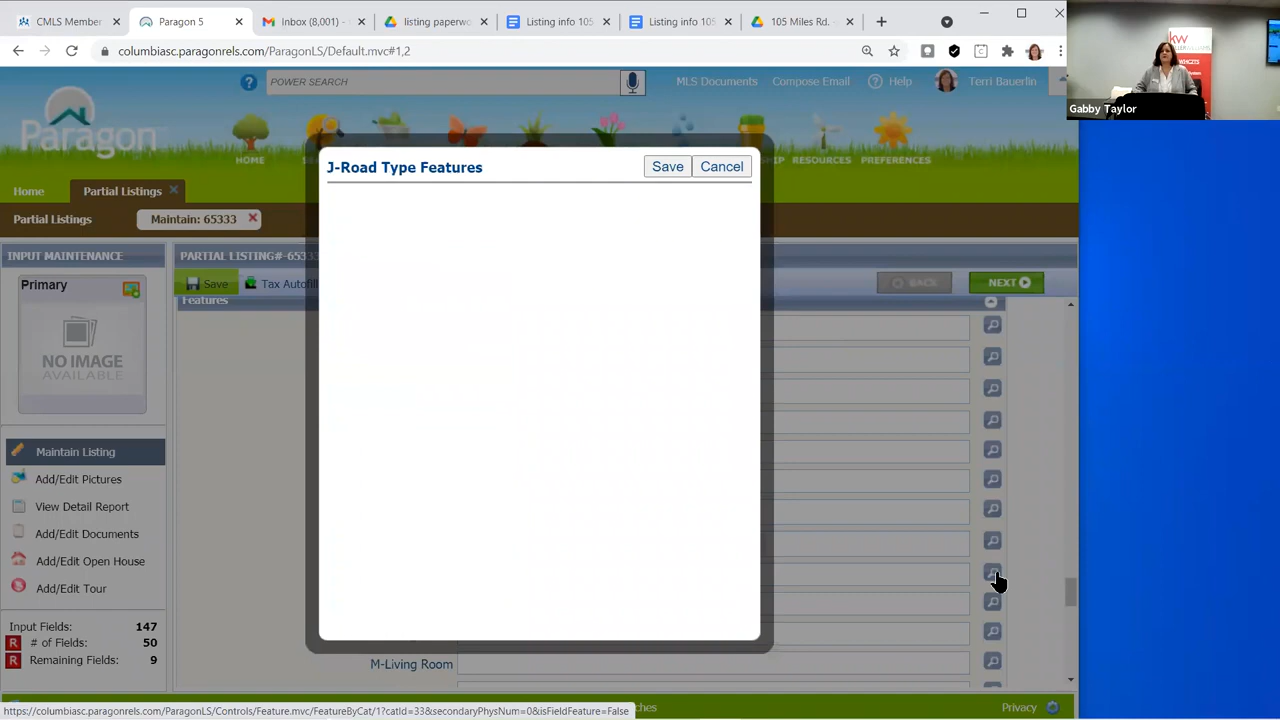 CMLS Member
Paragon 5
Inbox (8,001) -
listing paperw
Listing info 105
Listing info 105
105 Miles Rd. -
columbiasc.paragonrels.com/ParagonLS/Default.mvc#1,2
kw
Gabby Taylor
POWER SEARCH
MLS Documents
Compose Email
Help
Terri Bauerlin
Paragon
HOME
RESOURCES
PREFERENCES
Home
Partial Listings
Partial Listings
Maintain: 65333
J-Road Type Features
Save
Cancel
INPUT MAINTENANCE
PARTIAL LISTING#-6533
Save
Tax Autofill
BACK
NEXT
Features
Primary
NO IMAGE
AVAILABLE
Maintain Listing
Add/Edit Pictures
View Detail Report
Add/Edit Documents
Add/Edit Open House
Add/Edit Tour
Input Fields: 147
R # of Fields: 50
R Remaining Fields: 9
M-Living Room
https://columbiasc.paragonrels.com/ParagonLS/Controls/Feature.mvc/FeatureByCat/1?catId=33&secondaryPhysNum=0&isFieldFeature=False
ches
Privacy